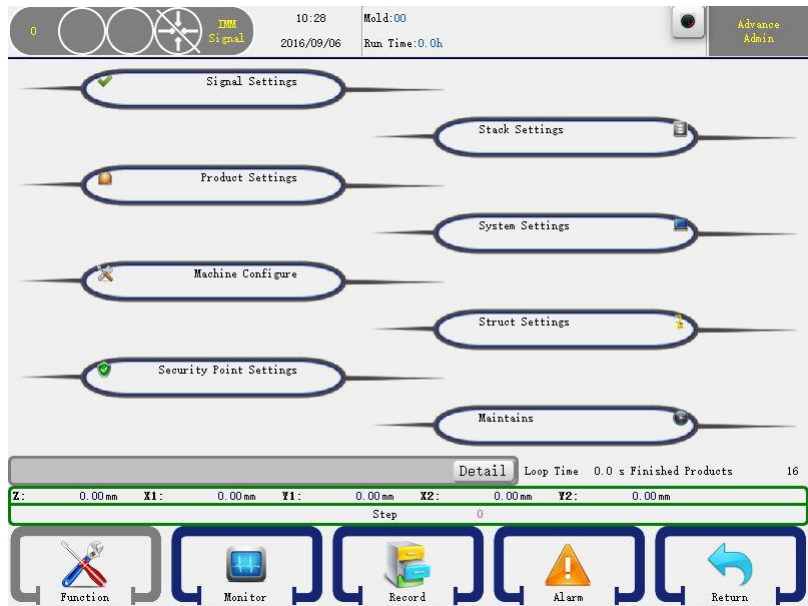 0
IMM
Signal
10:28
2016/09/06
Mold:00
Run Time:0.0h
Advance
Admin
Signal Settings
Stack Settings
Product Settings
System Settings
Machine Configure
Struct Settings
Security Point Settings
Maintains
Detail Loop Time 0.0 s Finished Products 16
Z: 0.00mm X1: 0.00mm Y1: 0.00mm X2: 0.00mm Y2: 0.00mm
Step 0
Function Monitor Record Alarm Return